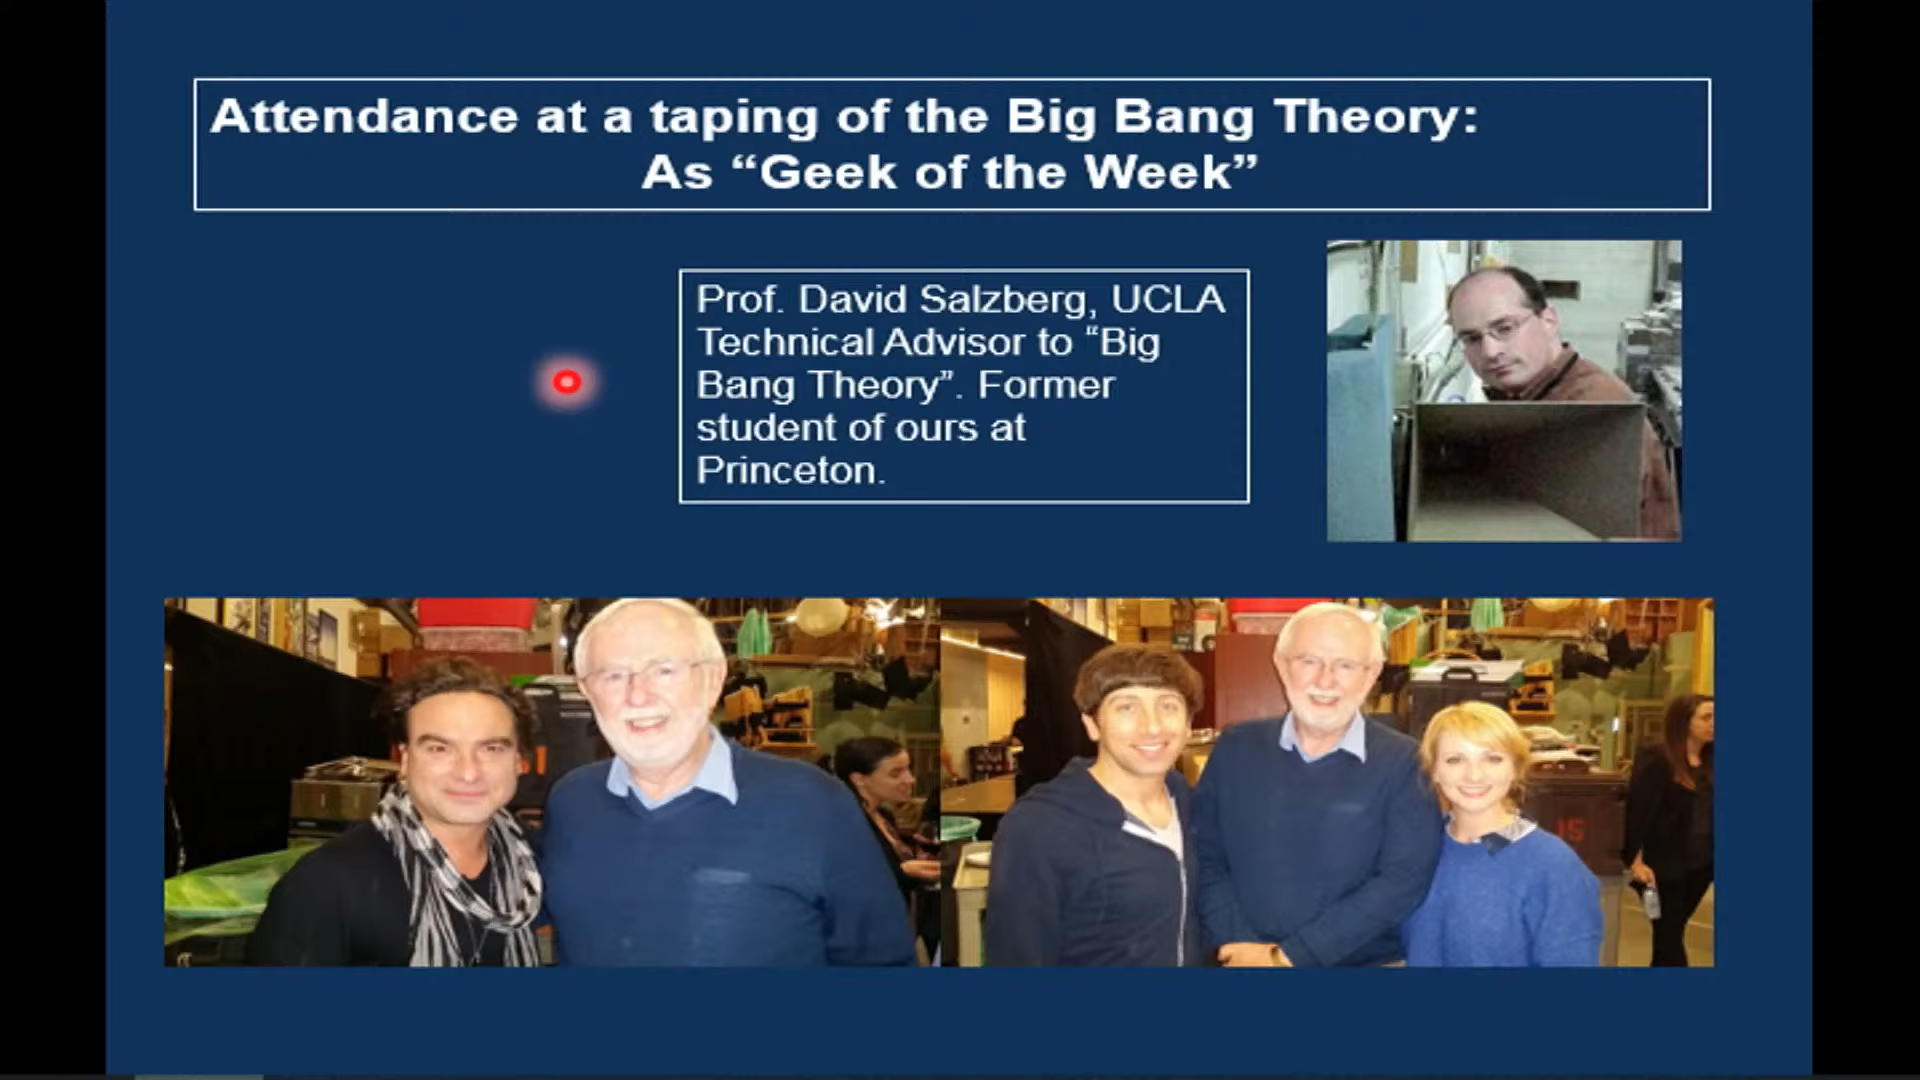 Attendance at a taping of the Big Bang Theory:
As “Geek of the Week”
Prof. David Salzberg, UCLA
Technical Advisor to “Big
Bang Theory”. Former
student of ours at
Princeton.
15